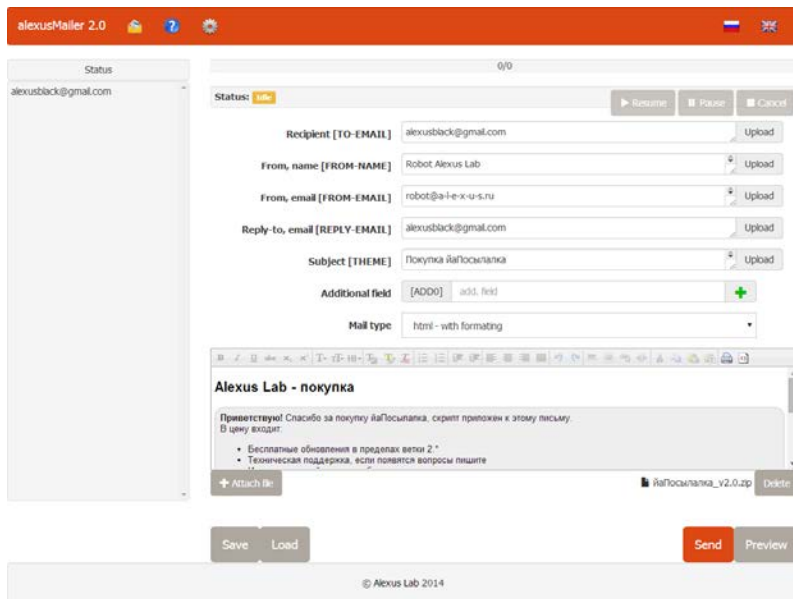 alexusMailer 2.0
Status
0/0
alexusblack@gmail.com
Status: Idle
Resume
Pause
Cancel
Recipient [TO-EMAIL]
alexusblack@gmail.com
Upload
From, name [FROM-NAME]
Robot Alexus Lab
Upload
From, email [FROM-EMAIL]
robot@a-l-e-x-u-s.ru
Upload
Reply-to, email [REPLY-EMAIL]
alexusblack@gmail.com
Upload
Subject [THEME]
Покупка йаПосылалка
Upload
Additional field
[ADD0]
add. field
Mail type
html - with formating
Alexus Lab - покупка
Приветствую! Спасибо за покупку йаПосылалка, скрипт приложен к этому письму.
В цену входит:
Бесплатные обновления в пределах ветки 2.*
Техническая поддержка, если появятся вопросы пишите
Attach file
йаПосылалка_v2.0.zip
Delete
Save
Load
Send
Preview
© Alexus Lab 2014